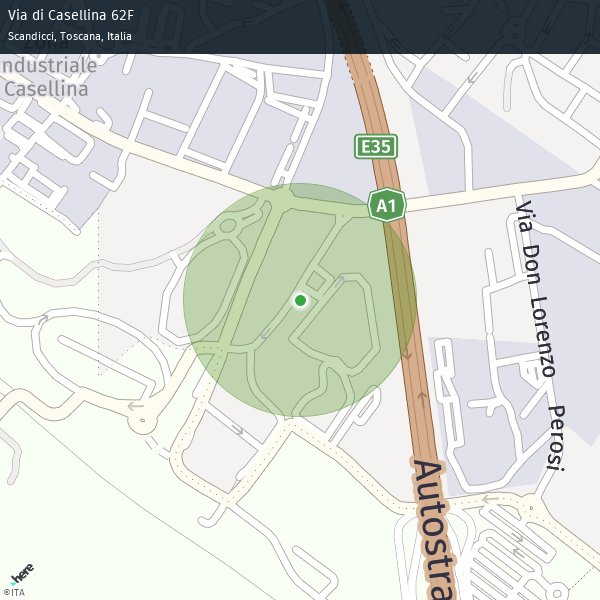 Via di Casellina 62F
Scandicci, Toscana, Italia
Zona
Industriale
Casellina
E35
A1
Via Don Lorenzo Perosi
Autostra
here
©ITA